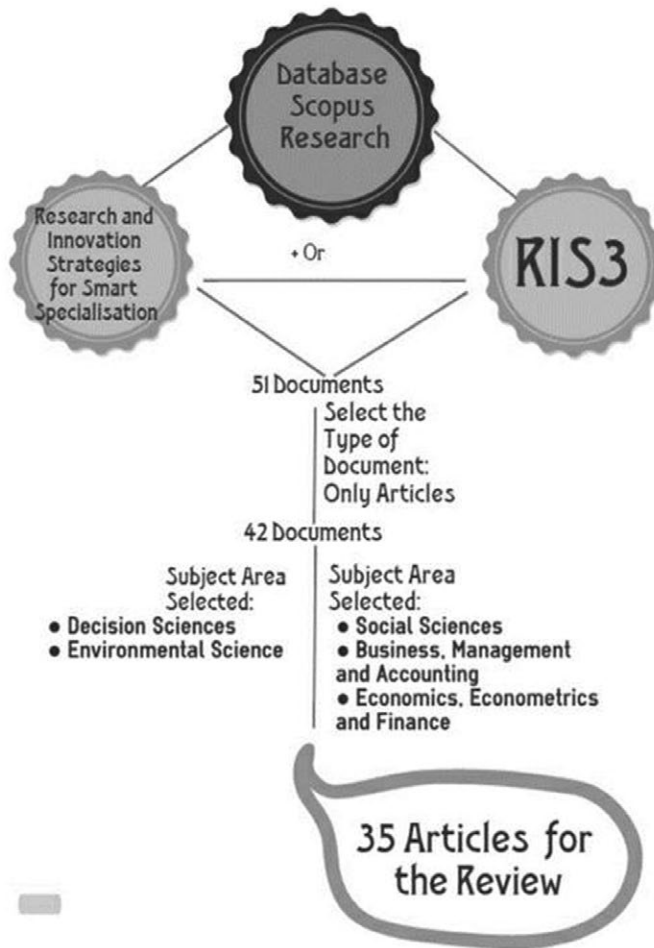 Database
Scopus
Research
Research and
Innovation
Strategies
for Smart
Specialisation
+ Or
RIS3
51 Documents
Select the
Type of
Document:
Only Articles
42 Documents
Subject Area
Selected:
● Decision Sciences
● Environmental Science
Subject Area
Selected:
● Social Sciences
● Business, Management
and Accounting
● Economics, Econometrics
and Finance
35 Articles for
the Review